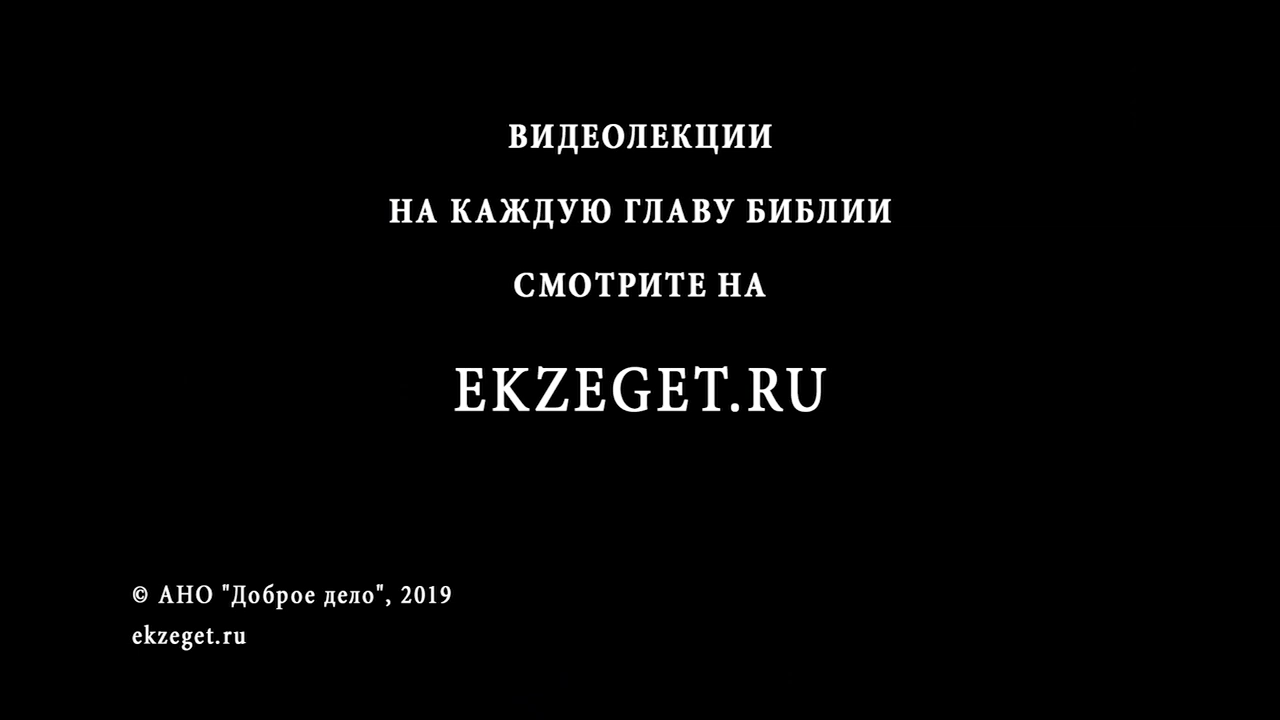 ВИДЕОЛЕКЦИИ
НА КАЖДУЮ ГЛАВУ БИБЛИИ
СМОТРИТЕ НА
EKZEGET.RU
© АНО "Доброе дело", 2019
ekzeget.ru